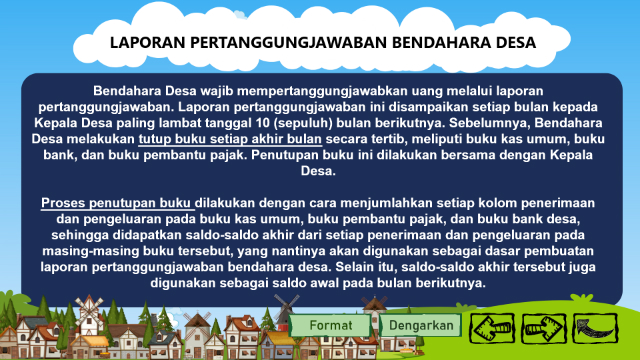 LAPORAN PERTANGGUNGJAWABAN BENDAHARA DESA
Bendahara Desa wajib mempertanggungjawabkan uang melalui laporan
pertanggungjawaban. Laporan pertanggungjawaban ini disampaikan setiap bulan kepada
Kepala Desa paling lambat tanggal 10 (sepuluh) bulan berikutnya. Sebelumnya, Bendahara
Desa melakukan tutup buku setiap akhir bulan secara tertib, meliputi buku kas umum, buku
bank, dan buku pembantu pajak. Penutupan buku ini dilakukan bersama dengan Kepala
Desa.
Proses penutupan buku dilakukan dengan cara menjumlahkan setiap kolom penerimaan
dan pengeluaran pada buku kas umum, buku pembantu pajak, dan buku bank desa,
sehingga didapatkan saldo-saldo akhir dari setiap penerimaan dan pengeluaran pada
masing-masing buku tersebut, yang nantinya akan digunakan sebagai dasar pembuatan
laporan pertanggungjawaban bendahara desa. Selain itu, saldo-saldo akhir tersebut juga
digunakan sebagai saldo awal pada bulan berikutnya.
Format
Dengarkan